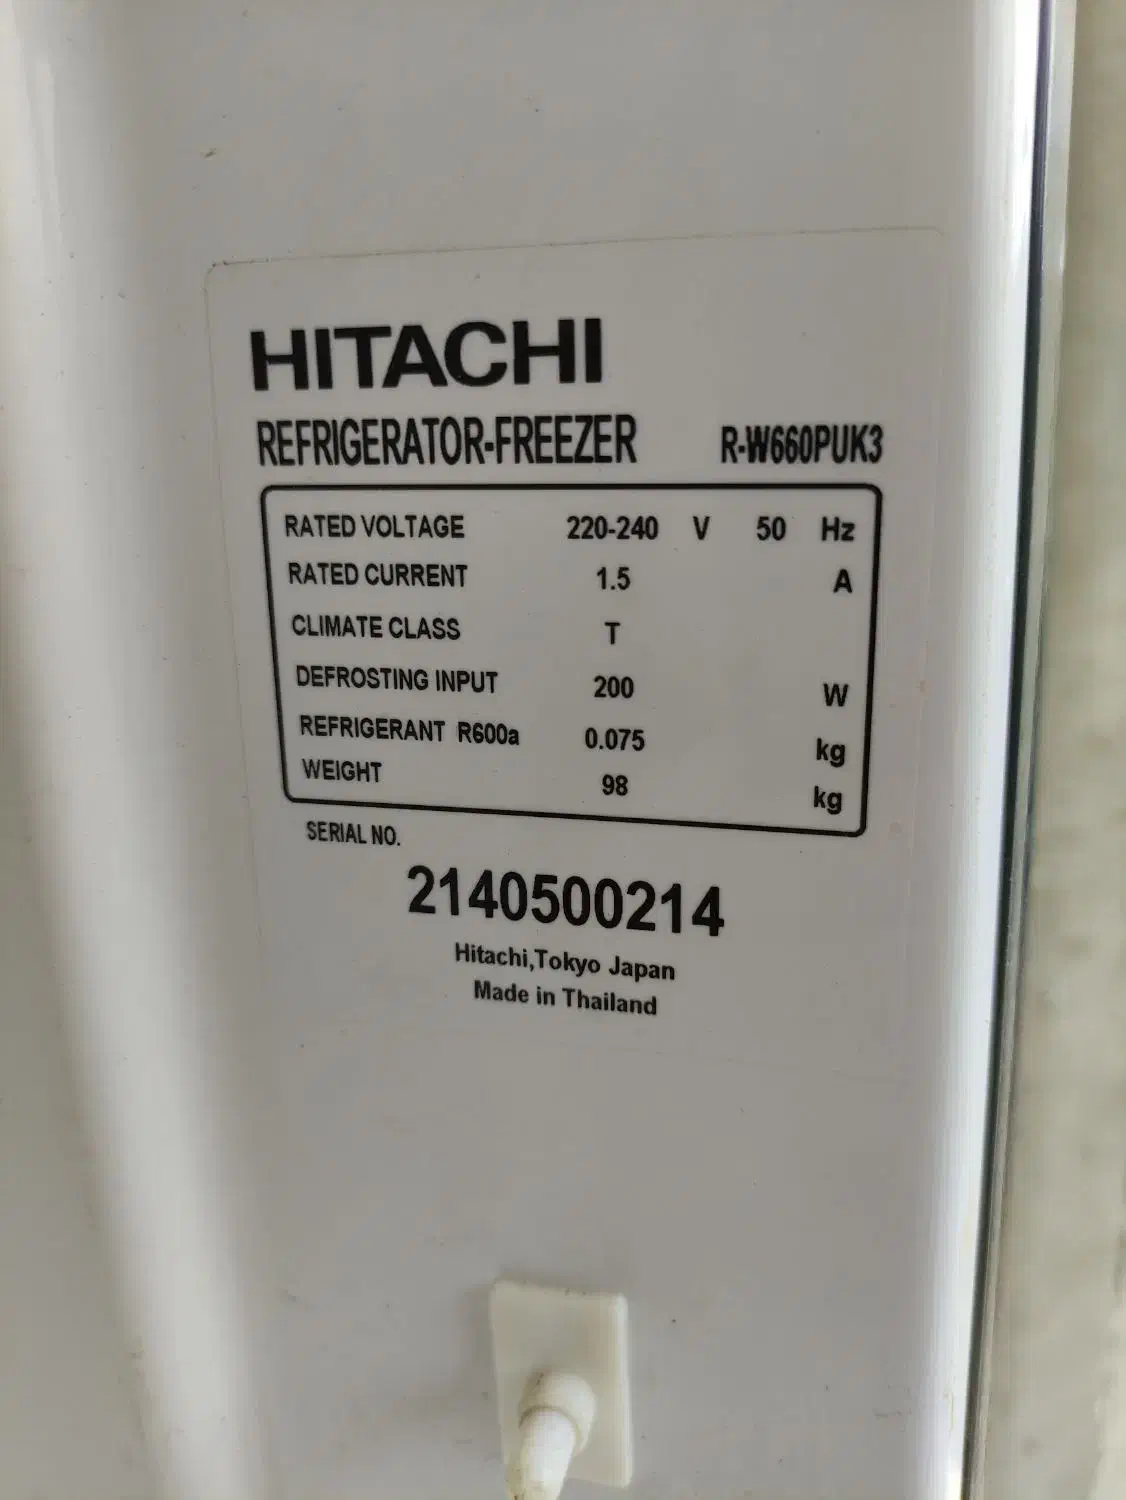 HITACHI
REFRIGERATOR-FREEZER R-W660PUK3
RATED VOLTAGE 220-240 V 50 Hz
RATED CURRENT 1.5 A
CLIMATE CLASS T
DEFROSTING INPUT 200 W
REFRIGERANT R600a 0.075 kg
WEIGHT 98 kg
SERIAL NO.
2140500214
Hitachi,Tokyo Japan
Made in Thailand